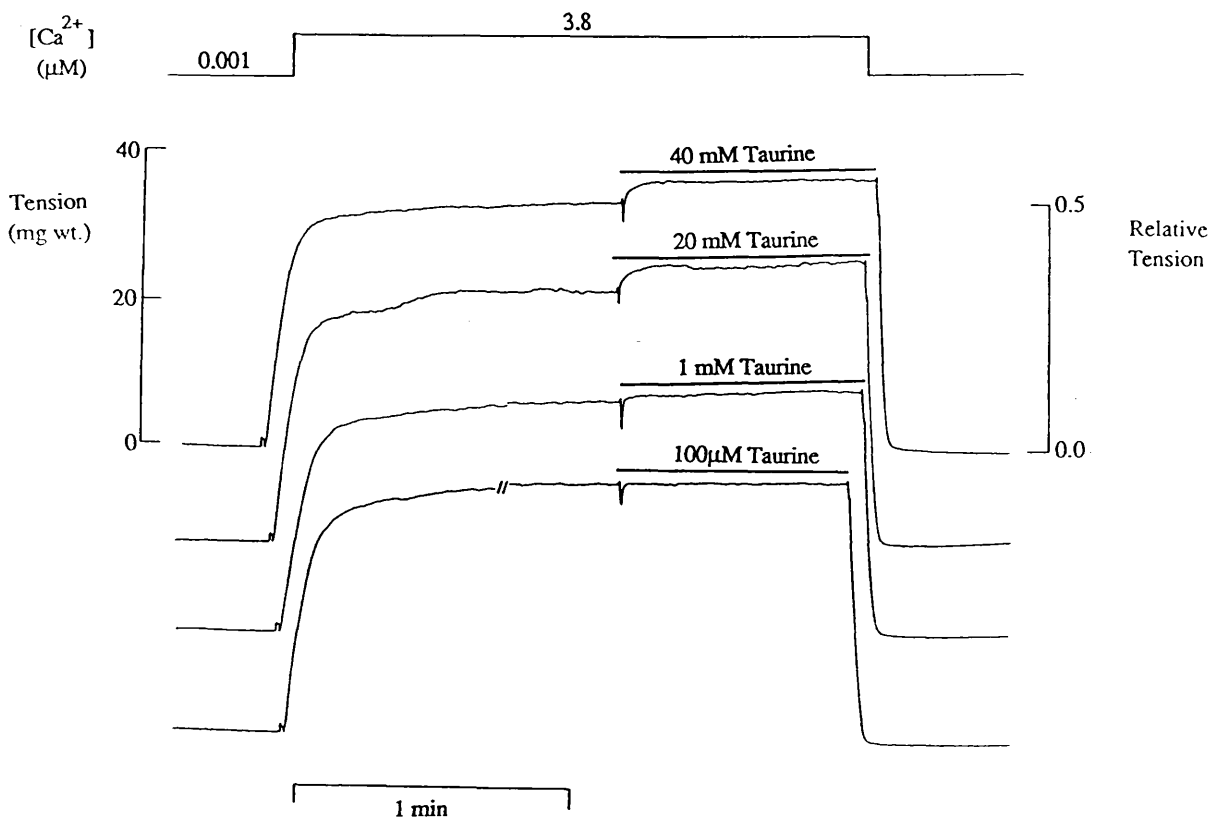 [Ca2+]
(μM)
0.001
3.8
40
Tension
(mg wt.)
20
0
40 mM Taurine
20 mM Taurine
1 mM Taurine
100μM Taurine
//
0.5
Relative
Tension
0.0
1 min